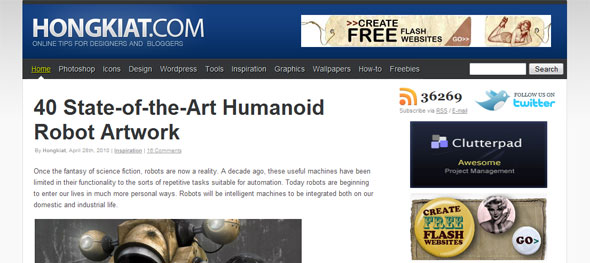 HONGKIAT.COM
ONLINE TIPS FOR DESIGNERS AND BLOGGERS
>>CREATE
FREE FLASH
WEBSITES
GO>>
Home Photoshop Icons Design Wordpress Tools Inspiration Graphics Wallpapers How-to Freebies Search
40 State-of-the-Art Humanoid
Robot Artwork
By Hongkiat. April 28th, 2010 | Inspiration | 15 Comments
Once the fantasy of science fiction, robots are now a reality. A decade ago, these useful machines have
been limited in their functionality to the sorts of repetitive tasks suitable for automation. Today robots are beginning
to enter our lives in much more personal ways. Robots will be intelligent machines to be integrated both on our
domestic and industrial life.
36269
Subscribe via RSS / E-mail
FOLLOW US ON
twitter
Clutterpad
Awesome
Project Management
CREATE
FREE
FLASH
WEBSITES
GO>